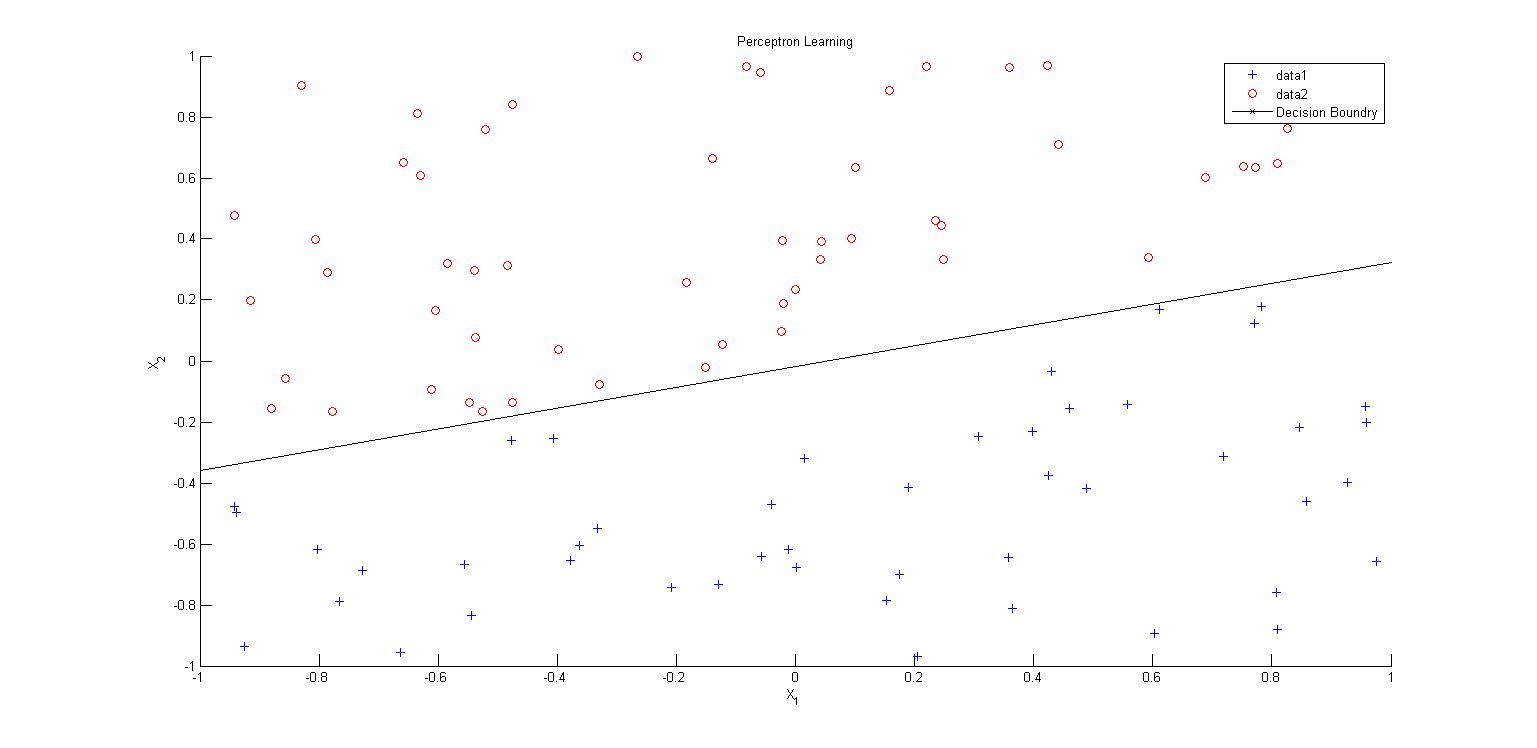 Perceptron Learning
data1
data2
Decision Boundry
1
0.8
0.6
0.4
0.2
0
-0.2
-0.4
-0.6
-0.8
-1
X2
-1 -0.8 -0.6 -0.4 -0.2 0 0.2 0.4 0.6 0.8 1
X1